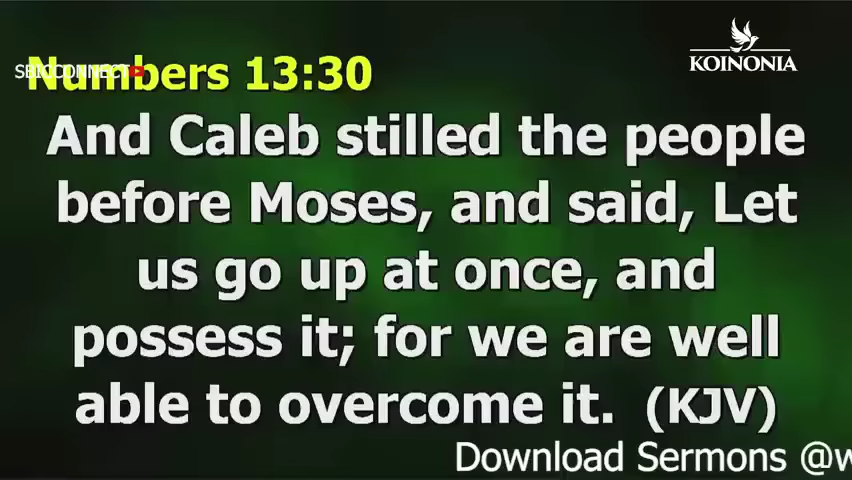 KOINONIA
SBICCONNECT
Numbers 13:30
And Caleb stilled the people
before Moses, and said, Let
us go up at once, and
possess it; for we are well
able to overcome it. (KJV)
Download Sermons @w